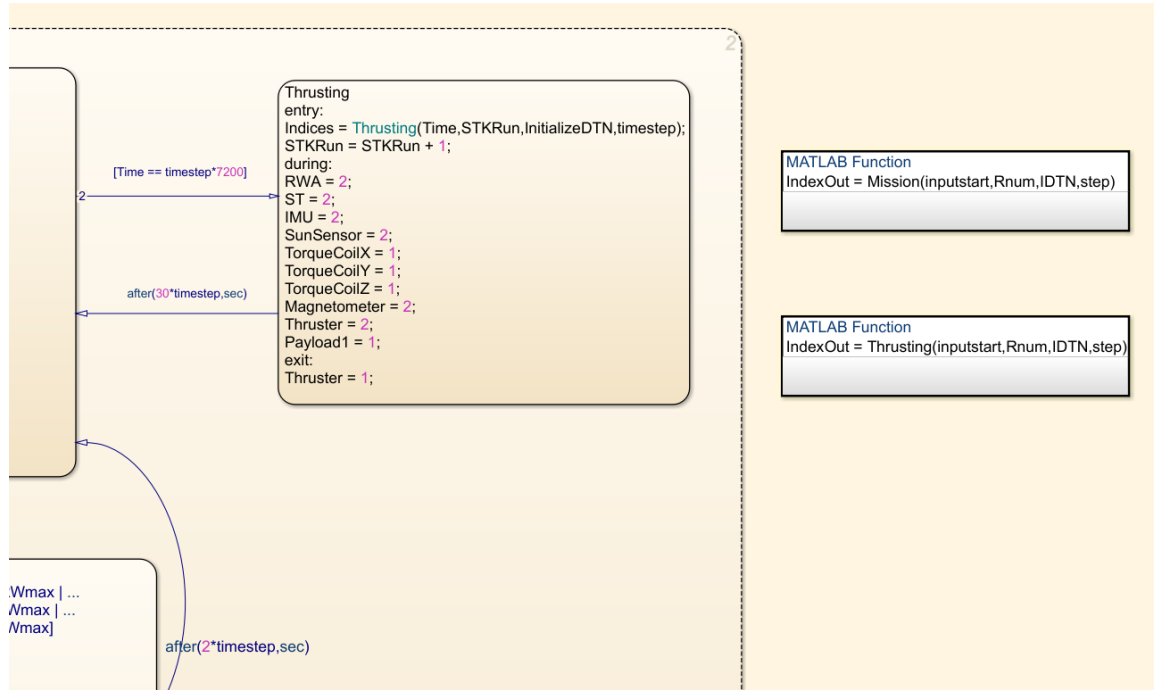 2
Thrusting
entry:
Indices = Thrusting(Time,STKRun,InitializeDTN,timestep);
STKRun = STKRun + 1;
during:
RWA = 2;
ST = 2;
IMU = 2;
SunSensor = 2;
TorqueCoilX = 1;
TorqueCoilY = 1;
TorqueCoilZ = 1;
Magnetometer = 2;
Thruster = 2;
Payload1 = 1;
exit:
Thruster = 1;
[Time == timestep*7200]
2
after(30*timestep,sec)
MATLAB Function
IndexOut = Mission(inputstart,Rnum,IDTN,step)
MATLAB Function
IndexOut = Thrusting(inputstart,Rnum,IDTN,step)
Wmax | ...
Wmax | ...
Wmax]
after(2*timestep,sec)